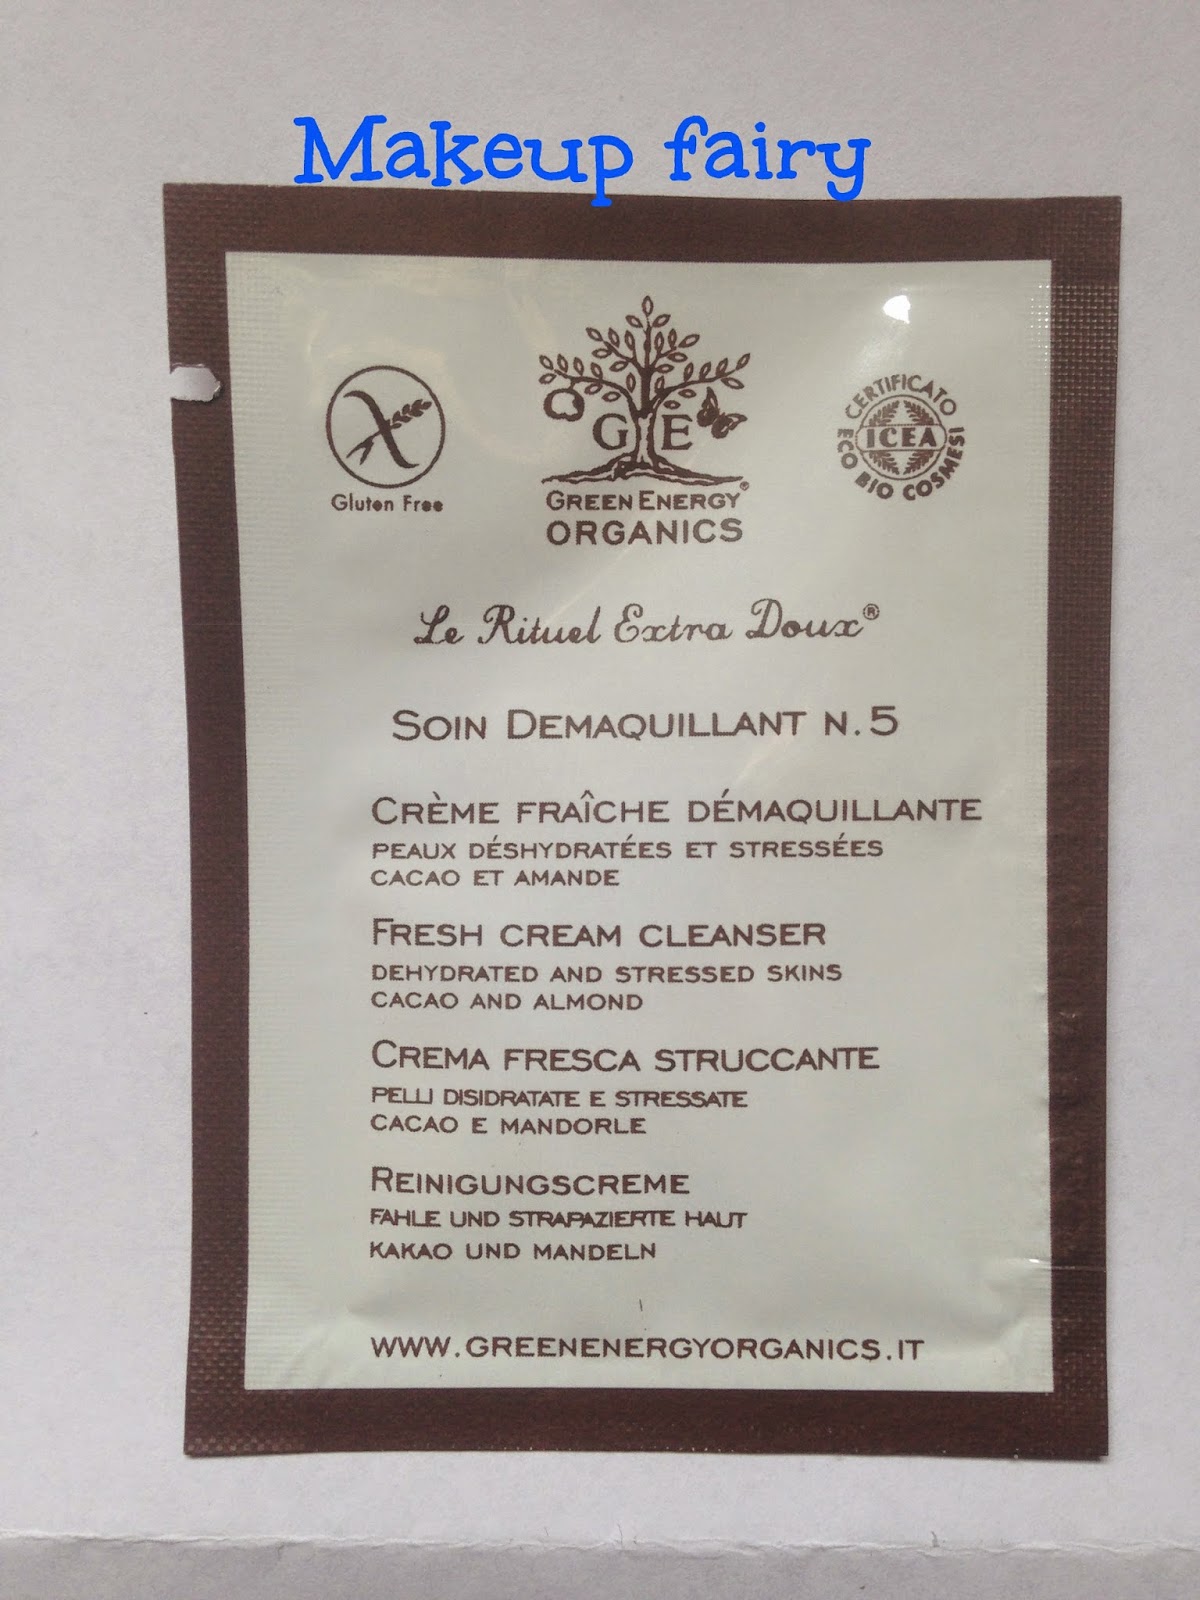 Makeup fairy
Gluten Free
G E
GREEN ENERGY®
ORGANICS
CERTIFICATO
ICEA
ECO BIO COSMESI
Le Rituel Extra Doux®
SOIN DEMAQUILLANT N.5
CRÈME FRAÎCHE DÉMAQUILLANTE
PEAUX DÉSHYDRATÉES ET STRESSÉES
CACAO ET AMANDE
FRESH CREAM CLEANSER
DEHYDRATED AND STRESSED SKINS
CACAO AND ALMOND
CREMA FRESCA STRUCCANTE
PELLI DISIDRATATE E STRESSATE
CACAO E MANDORLE
REINIGUNGSCREME
FAHLE UND STRAPAZIERTE HAUT
KAKAO UND MANDELN
WWW.GREENENERGYORGANICS.IT